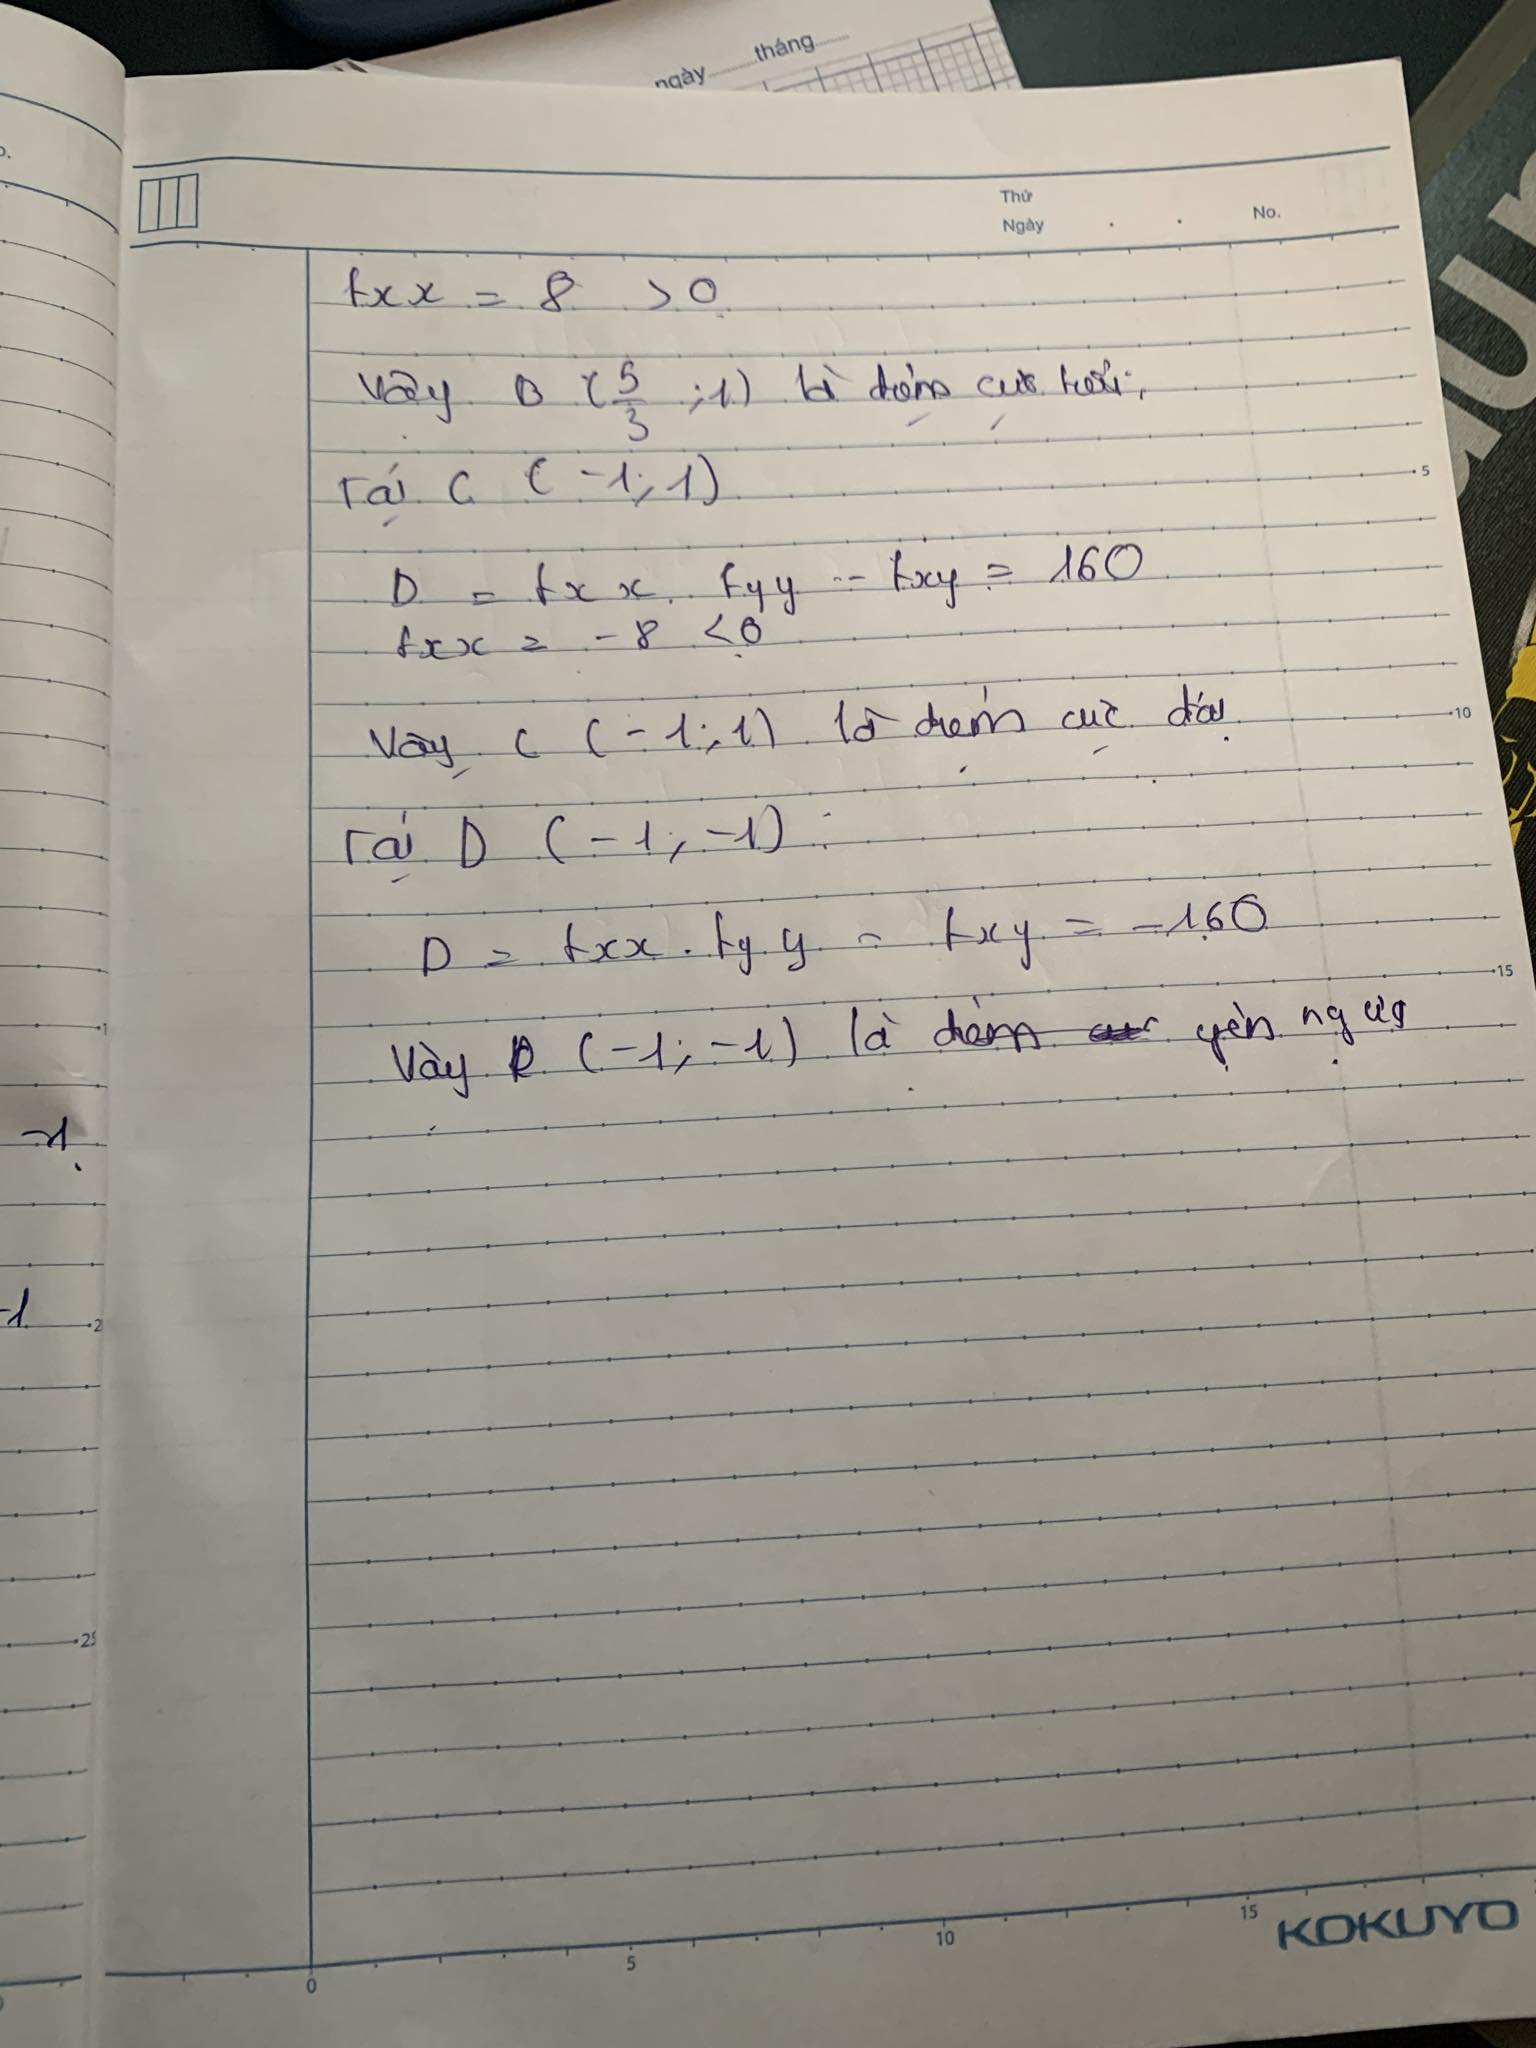 ngày tháng
Thứ
Ngày . . No.
fxx = 8 > 0
Vậy B (5/3 ; 1) là điểm cực tiểu.
Tại C (-1; 1)
D = fxx . fyy - fxy = 160
fxx = -8 < 0
Vậy C (-1; 1) là điểm cực đại
Tại D (-1; -1) :
D = fxx . fyy - fxy = -160
Vậy (-1; -1) là điểm yên ngựa
-1
-1
5
10
15
0 5 10 15
KOKUYO